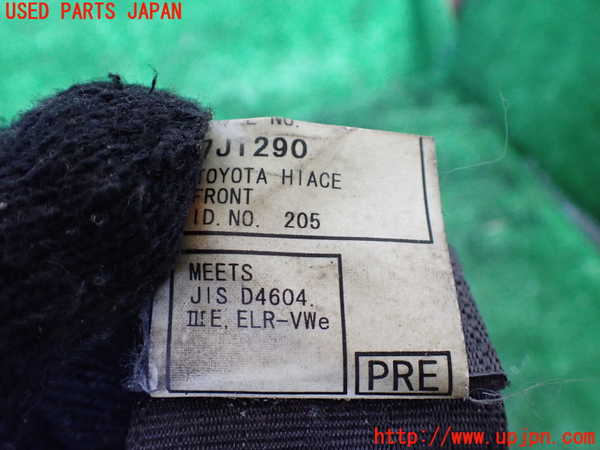 USED PARTS JAPAN
E NO.
7J1290
TOYOTA HIACE
FRONT
ID. NO. 205
MEETS
JIS D4604.
ⅢE, ELR-VWe
PRE
http://www.upjpn.com